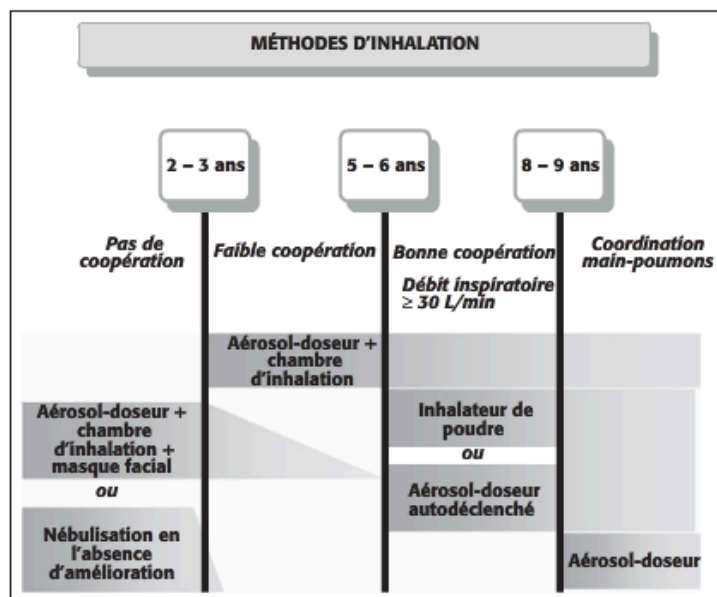 MÉTHODES D'INHALATION
2 – 3 ans
5 – 6 ans
8 – 9 ans
Pas de
coopération
Faible coopération
Bonne coopération
Débit inspiratoire
≥ 30 L/min
Coordination
main-poumons
Aérosol-doseur +
chambre
d'inhalation
Aérosol-doseur +
chambre
d'inhalation +
masque facial
ou
Nébulisation en
l'absence
d'amélioration
Inhalateur de
poudre
ou
Aérosol-doseur
autodéclenché
Aérosol-doseur